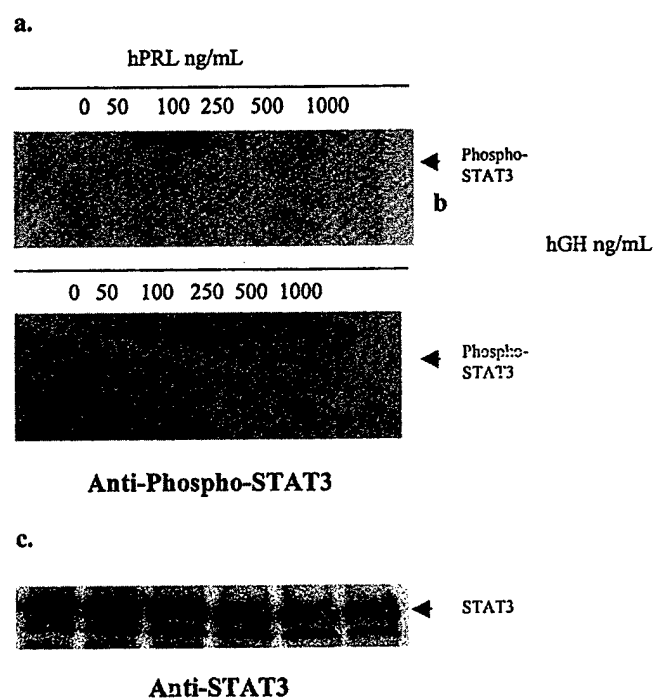 a.
hPRL ng/mL
0 50 100 250 500 1000
Phospho-
STAT3
b
hGH ng/mL
0 50 100 250 500 1000
Phospho-
STAT3
Anti-Phospho-STAT3
c.
STAT3
Anti-STAT3